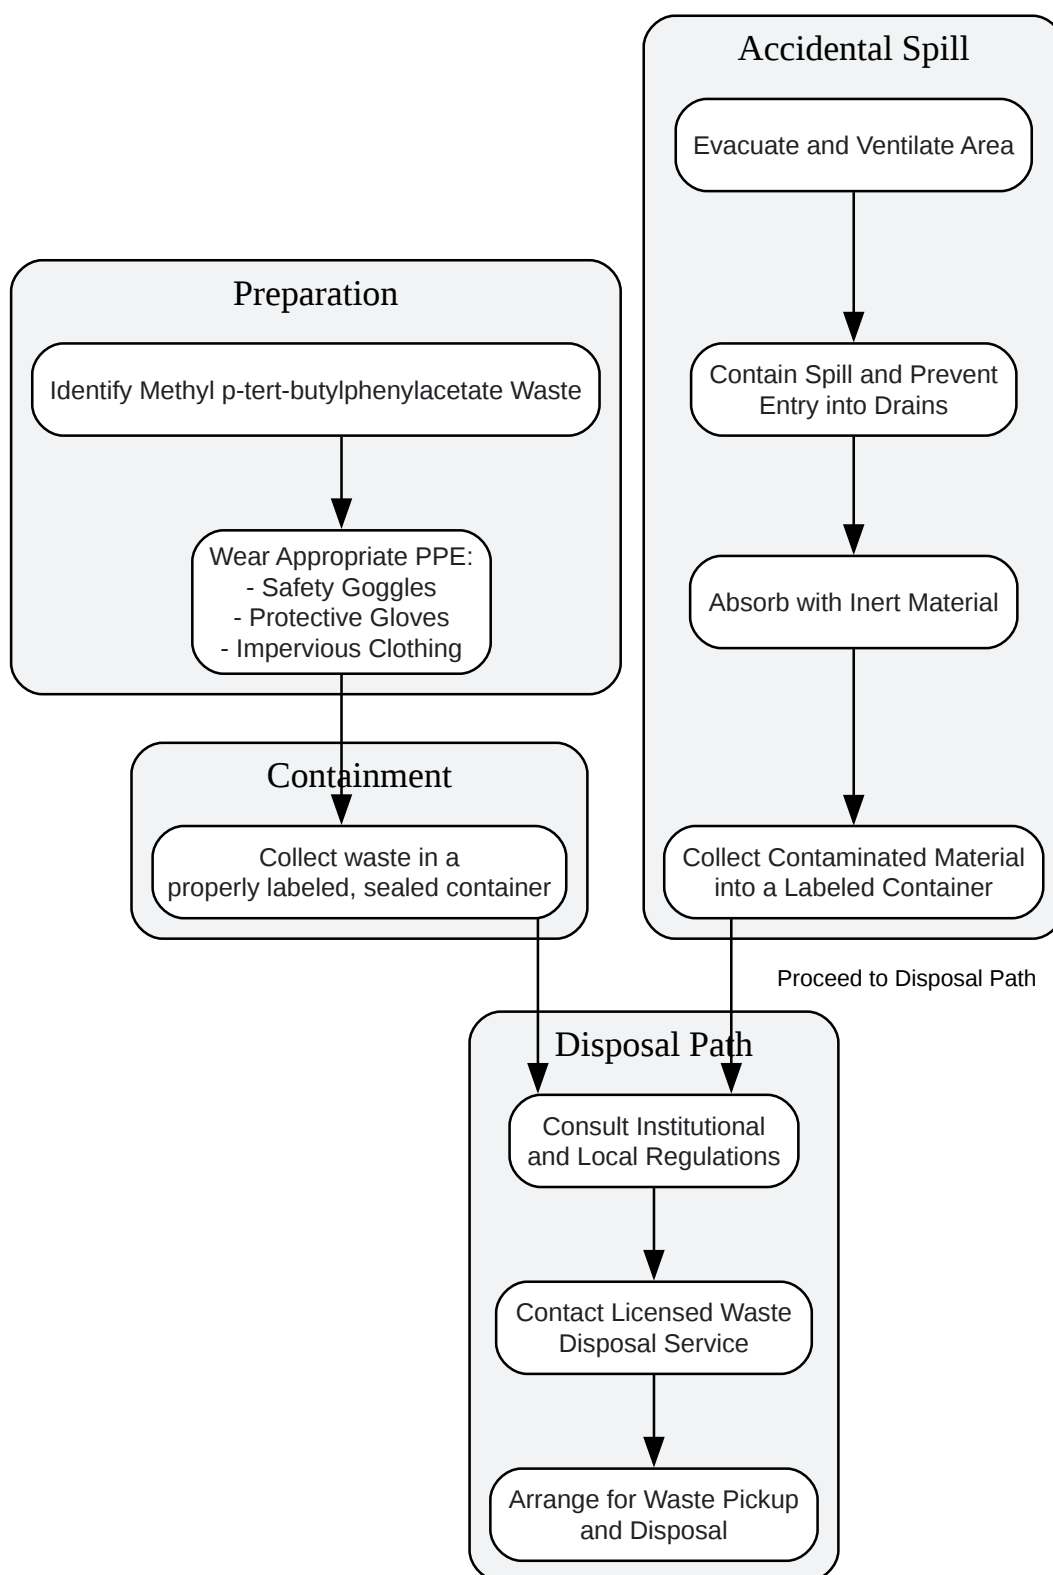 Accidental Spill
Evacuate and Ventilate Area
Contain Spill and Prevent
Entry into Drains
Absorb with Inert Material
Collect Contaminated Material
into a Labeled Container
Preparation
Identify Methyl p-tert-butylphenylacetate Waste
Wear Appropriate PPE:
- Safety Goggles
- Protective Gloves
- Impervious Clothing
Containment
Collect waste in a
properly labeled, sealed container
Proceed to Disposal Path
Disposal Path
Consult Institutional
and Local Regulations
Contact Licensed Waste
Disposal Service
Arrange for Waste Pickup
and Disposal